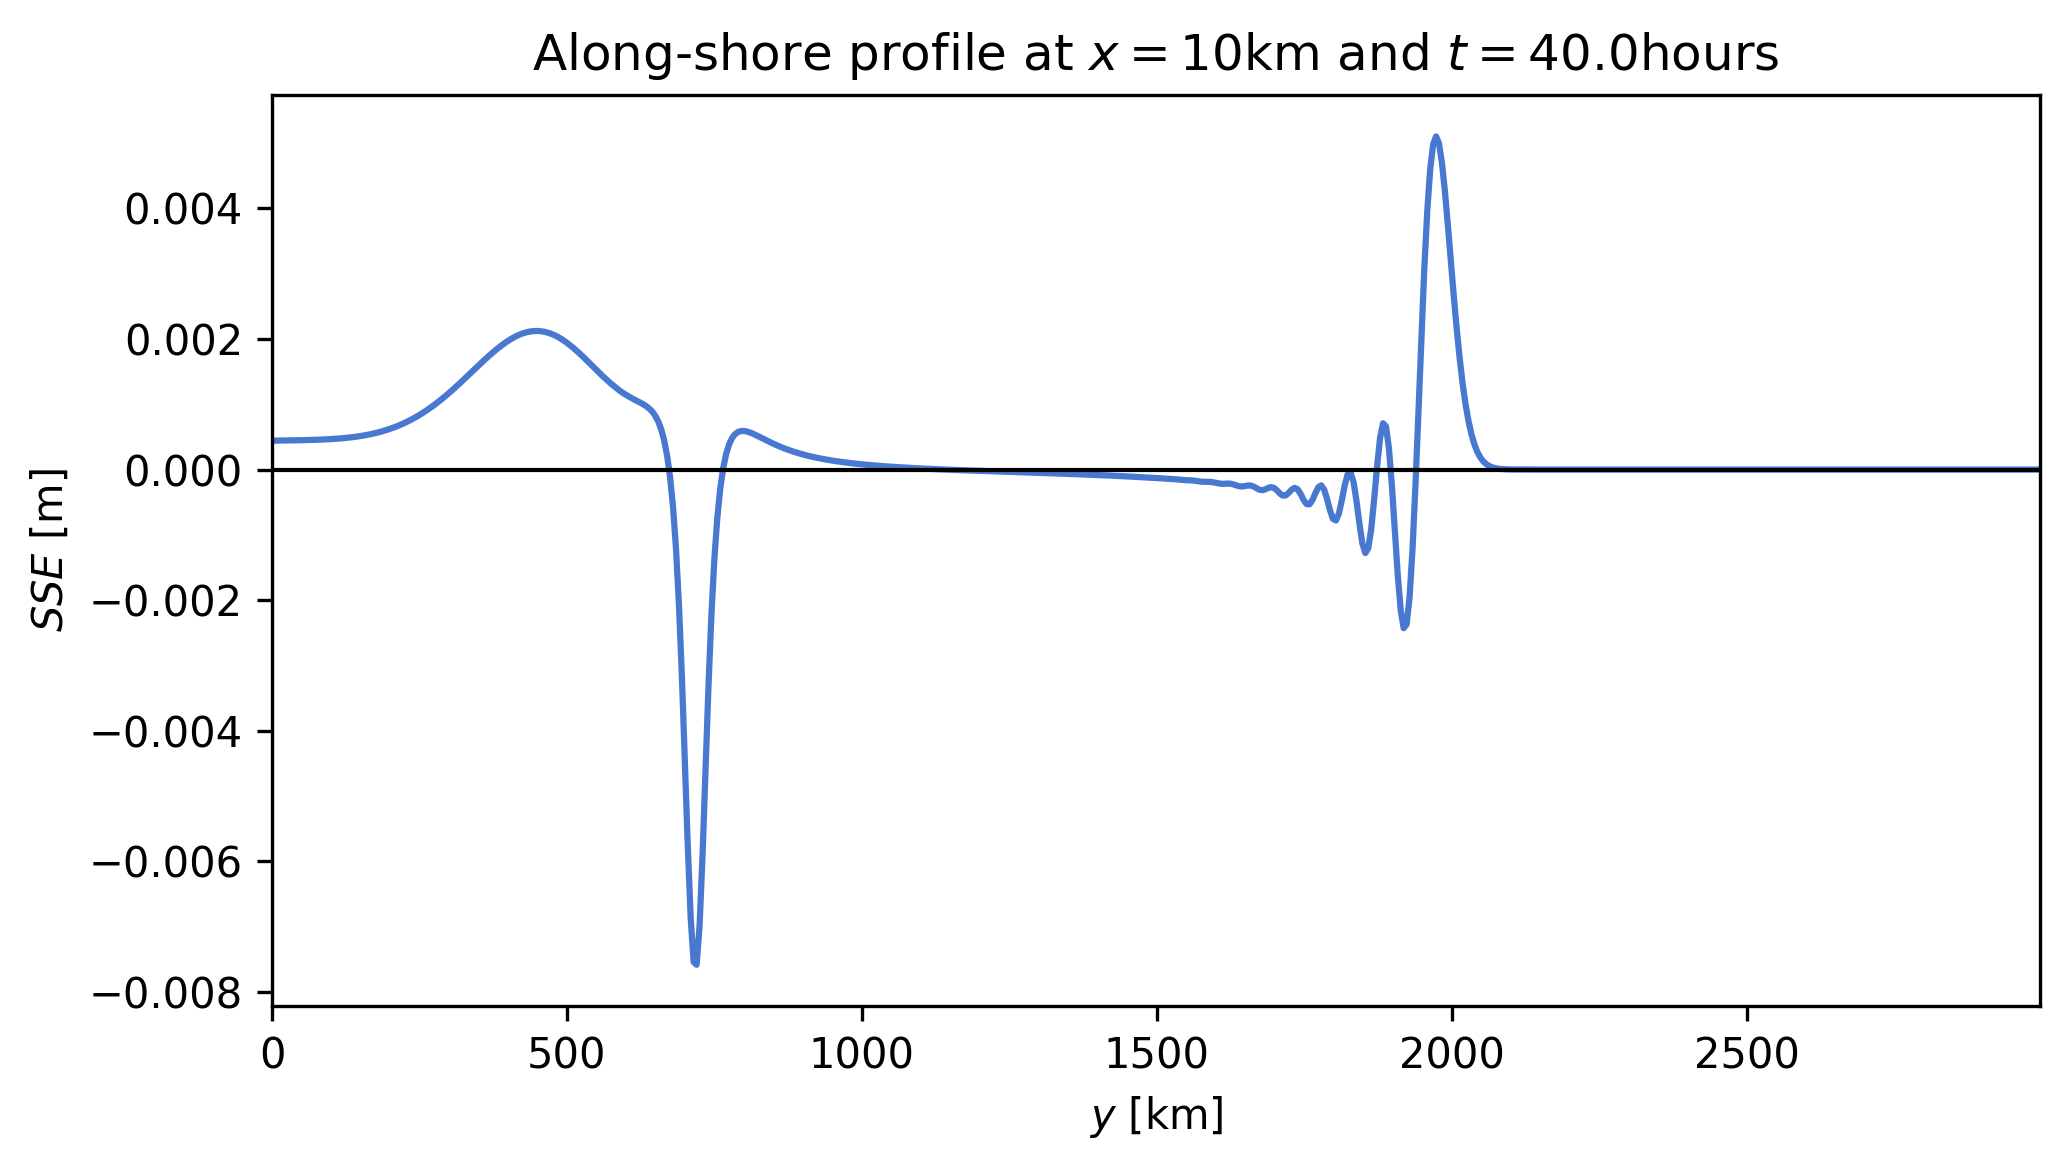 Along-shore profile at x = 10km and t = 40.0hours
0.004
0.002
0.000
−0.002
−0.004
−0.006
−0.008
SSE [m]
0 500 1000 1500 2000 2500
y [km]